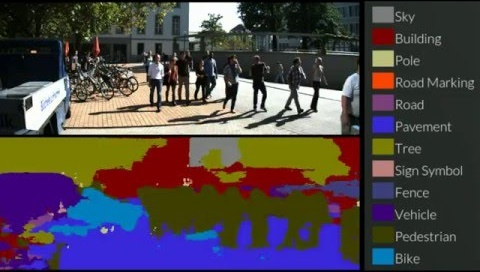 Sky
Building
Pole
Road Marking
Road
Pavement
Tree
Sign Symbol
Fence
Vehicle
Pedestrian
Bike